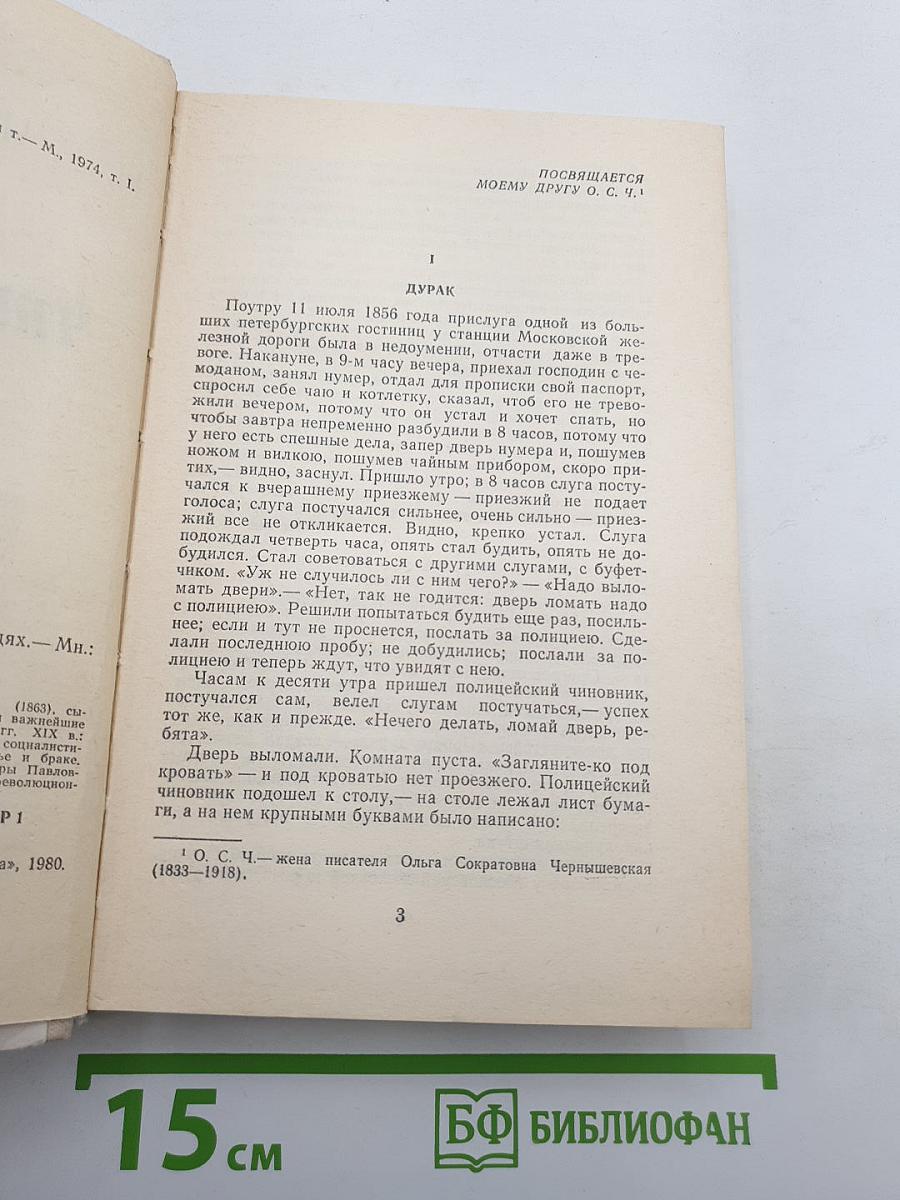 т.— М., 1974, т. I.
дях.— Мн.:
(1863), сы-
важнейшие
гг. XIX в.:
социалисти-
ье и браке.
ры Павлов-
революцион-
Р 1
а», 1980.
ПОСВЯЩАЕТСЯ
МОЕМУ ДРУГУ О. С. Ч.¹
I
ДУРАК
Поутру 11 июля 1856 года прислуга одной из боль-
ших петербургских гостиниц у станции Московской же-
лезной дороги была в недоумении, отчасти даже в тре-
воге. Накануне, в 9-м часу вечера, приехал господин с че-
моданом, занял нумер, отдал для прописки свой паспорт,
спросил себе чаю и котлетку, сказал, чтоб его не трево-
жили вечером, потому что он устал и хочет спать, но
чтобы завтра непременно разбудили в 8 часов, потому что
у него есть спешные дела, запер дверь нумера и, пошумев
ножом и вилкою, пошумев чайным прибором, скоро при-
тих,— видно, заснул. Пришло утро; в 8 часов слуга посту-
чался к вчерашнему приезжему — приезжий не подает
голоса; слуга постучался сильнее, очень сильно — приез-
жий все не откликается. Видно, крепко устал. Слуга
подождал четверть часа, опять стал будить, опять не до-
будился. Стал советоваться с другими слугами, с буфет-
чиком. «Уж не случилось ли с ним чего?» — «Надо выло-
мать двери».— «Нет, так не годится: дверь ломать надо
с полициею». Решили попытаться будить еще раз, посиль-
нее; если и тут не проснется, послать за полициею. Сде-
лали последнюю пробу; не добудились; послали за по-
лициею и теперь ждут, что увидят с нею.
Часам к десяти утра пришел полицейский чиновник,
постучался сам, велел слугам постучаться,— успех
тот же, как и прежде. «Нечего делать, ломай дверь, ре-
бята».
Дверь выломали. Комната пуста. «Загляните-ко под
кровать» — и под кроватью нет проезжего. Полицейский
чиновник подошел к столу,— на столе лежал лист бума-
ги, а на нем крупными буквами было написано:
¹ О. С. Ч.— жена писателя Ольга Сократовна Чернышевская
(1833—1918).
3
15 см
БФ БИБЛИОФАН